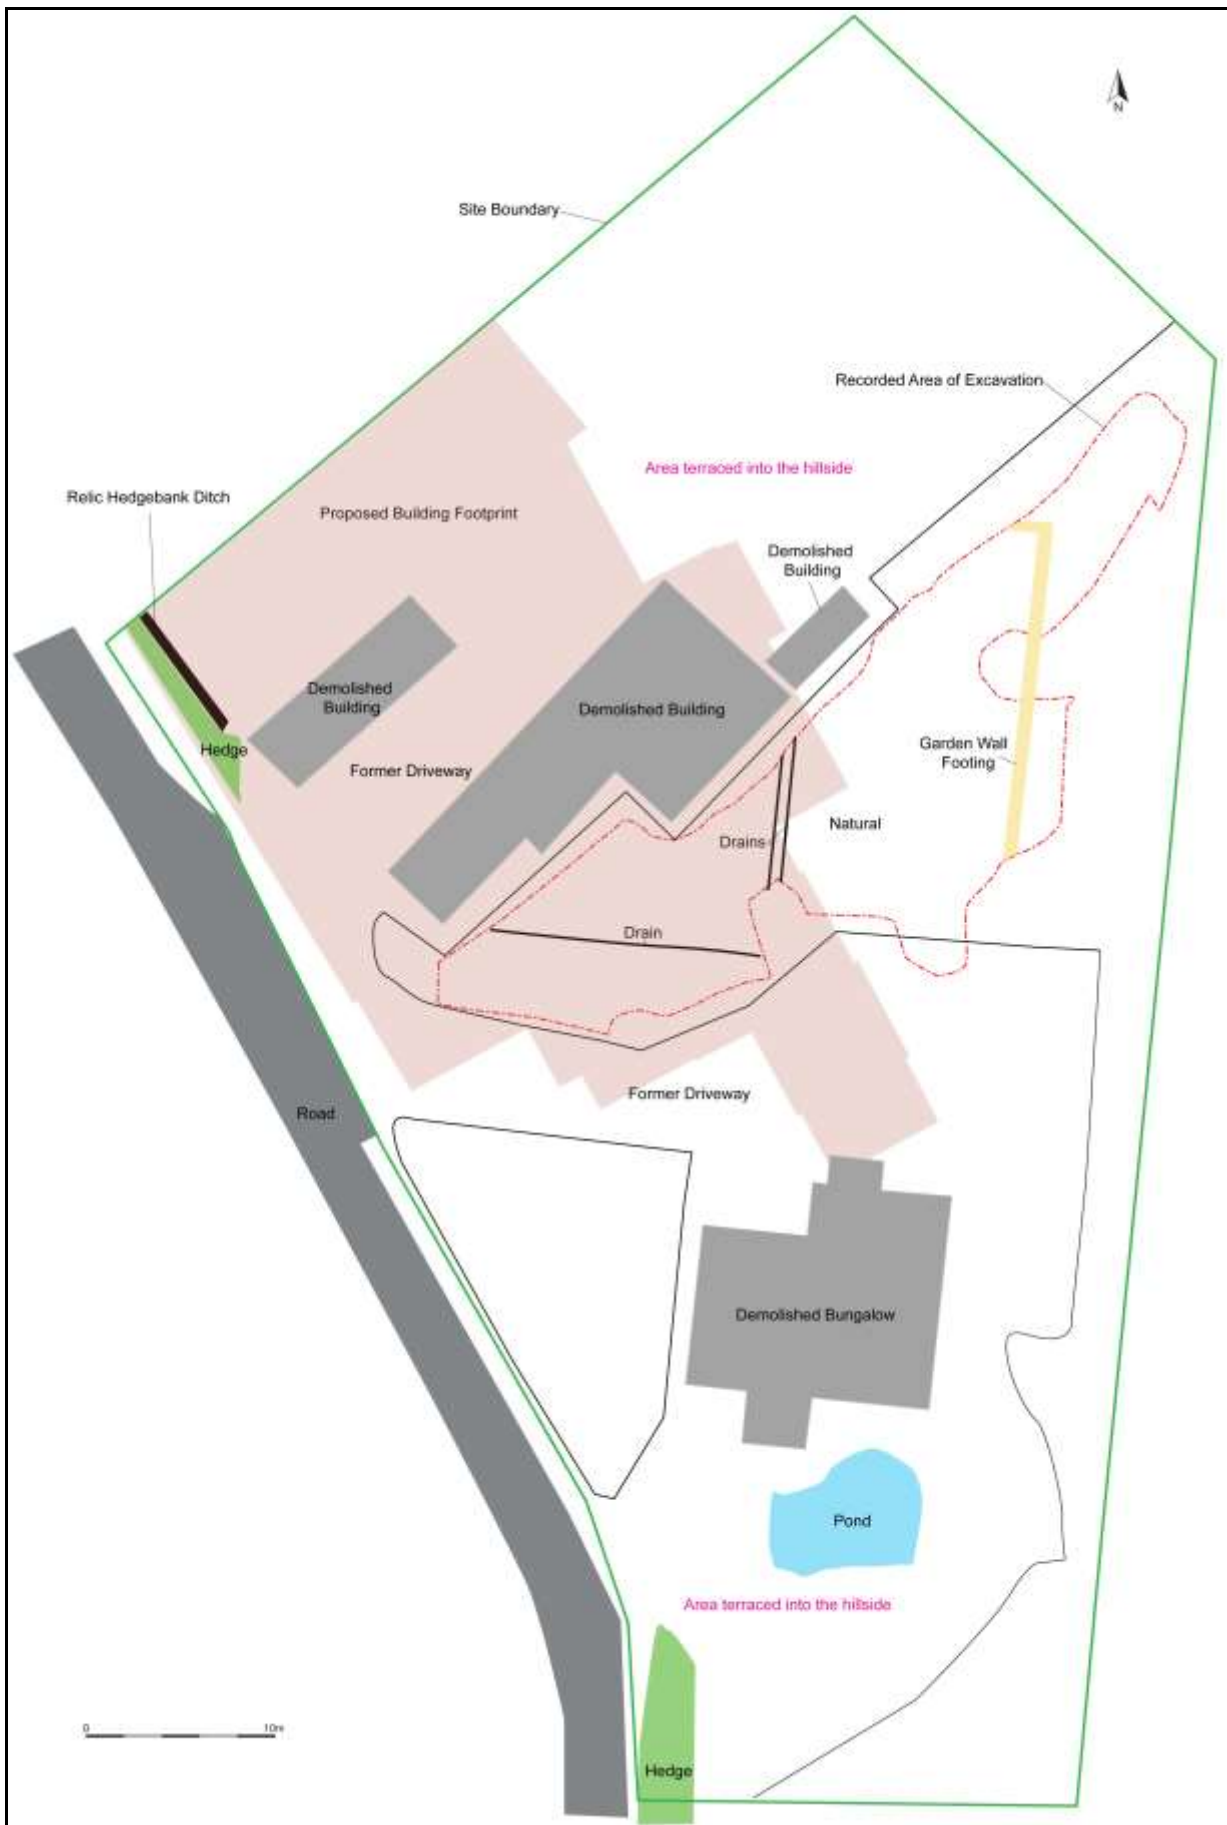 N
Site Boundary
Recorded Area of Excavation
Area terraced into the hillside
Relic Hedgebank Ditch
Proposed Building Footprint
Demolished
Building
Demolished
Building
Demolished Building
Hedge
Former Driveway
Garden Wall
Footing
Natural
Drains
Drain
Former Driveway
Road
Demolished Bungalow
Pond
Area terraced into the hillside
0 10m
Hedge